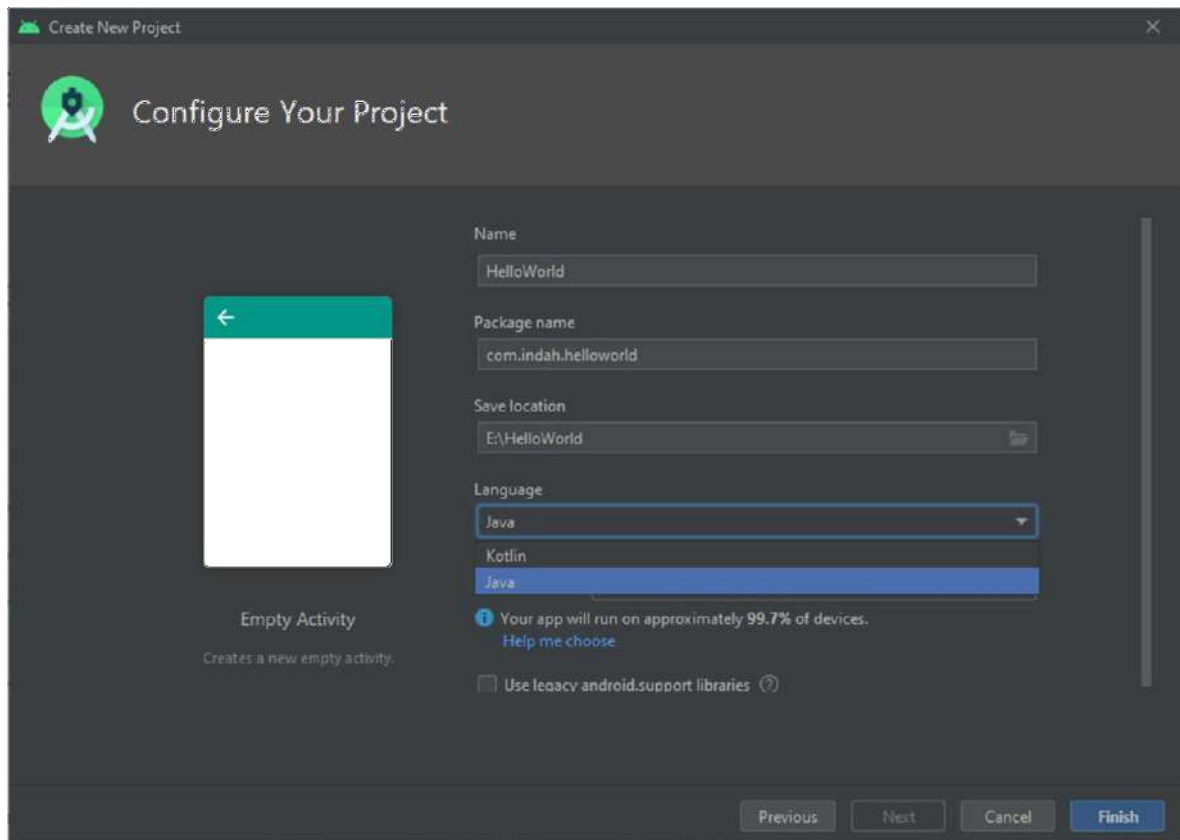 Create New Project
Configure Your Project
Name
HelloWorld
Package name
com.indah.helloworld
Save location
E:\HelloWorld
Language
Java
Kotlin
Java
Empty Activity
Creates a new empty activity.
Your app will run on approximately 99.7% of devices.
Help me choose
Use legacy android.support libraries
Previous
Next
Cancel
Finish